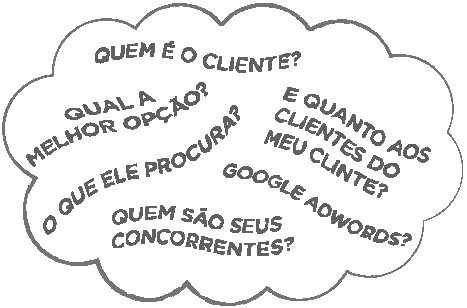 QUEM É O CLIENTE?
QUAL A
MELHOR OPÇÃO?
E QUANTO AOS
CLIENTES DO
MEU CLINTE?
O QUE ELE PROCURA?
GOOGLE ADWORDS?
QUEM SÃO SEUS
CONCORRENTES?